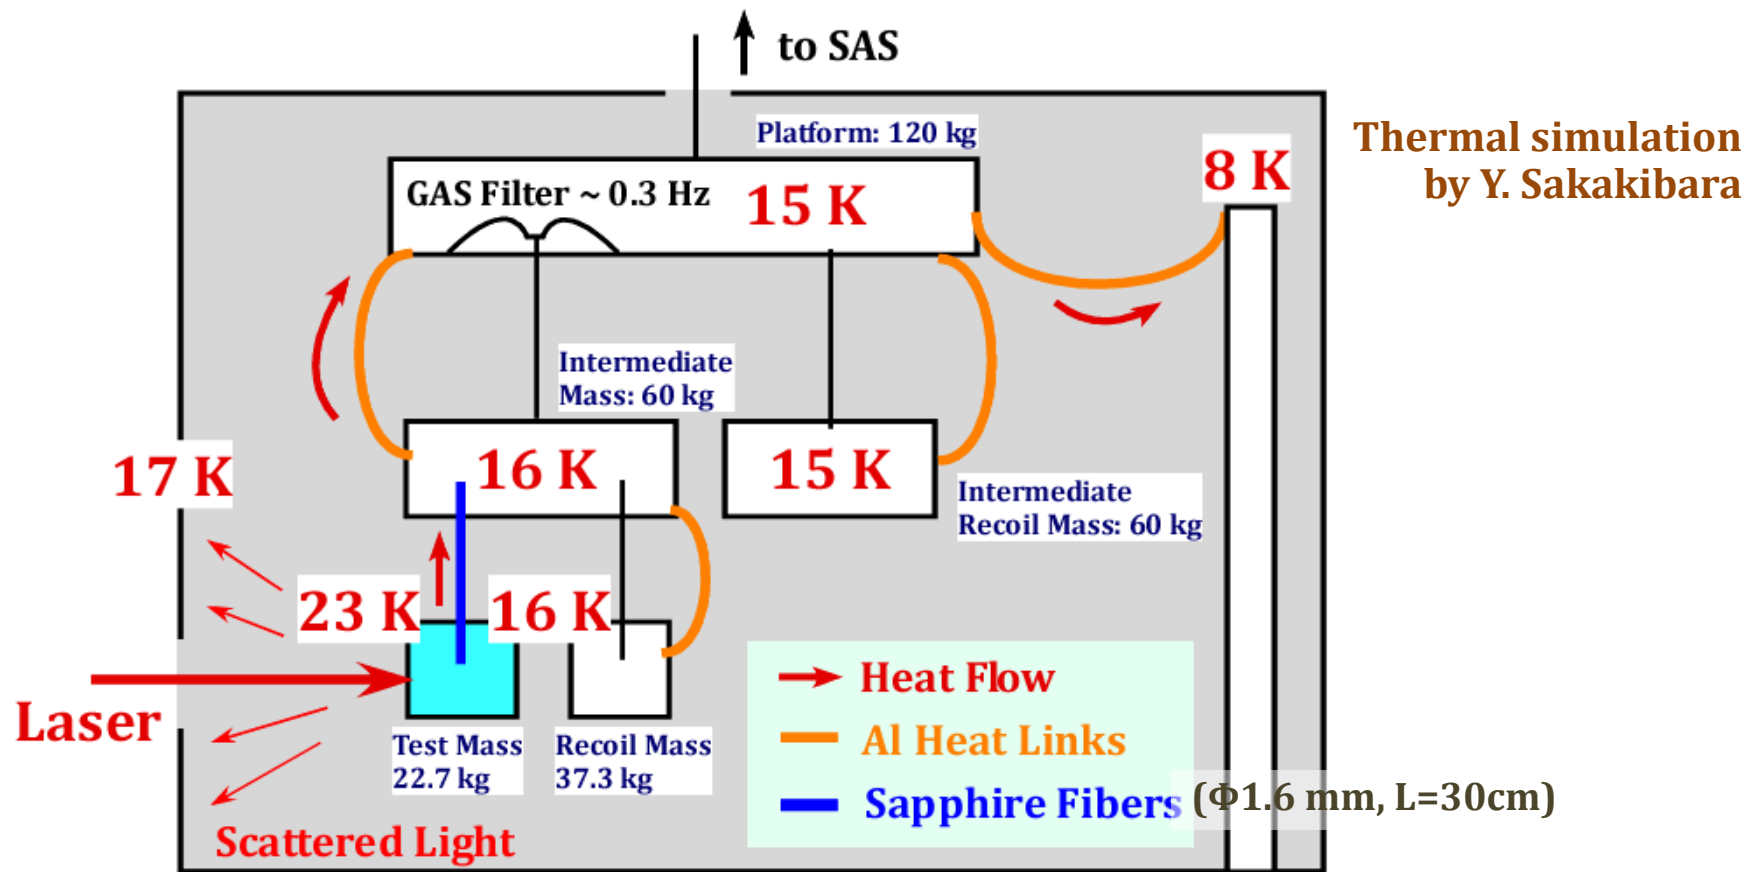 to SAS
Platform: 120 kg
Thermal simulation
by Y. Sakakibara
8 K
GAS Filter ~ 0.3 Hz
15 K
Intermediate
Mass: 60 kg
17 K
16 K
15 K
Intermediate
Recoil Mass: 60 kg
23 K
16 K
Laser
Heat Flow
Al Heat Links
Sapphire Fibers (Φ1.6 mm, L=30cm)
Test Mass
22.7 kg
Recoil Mass
37.3 kg
Scattered Light